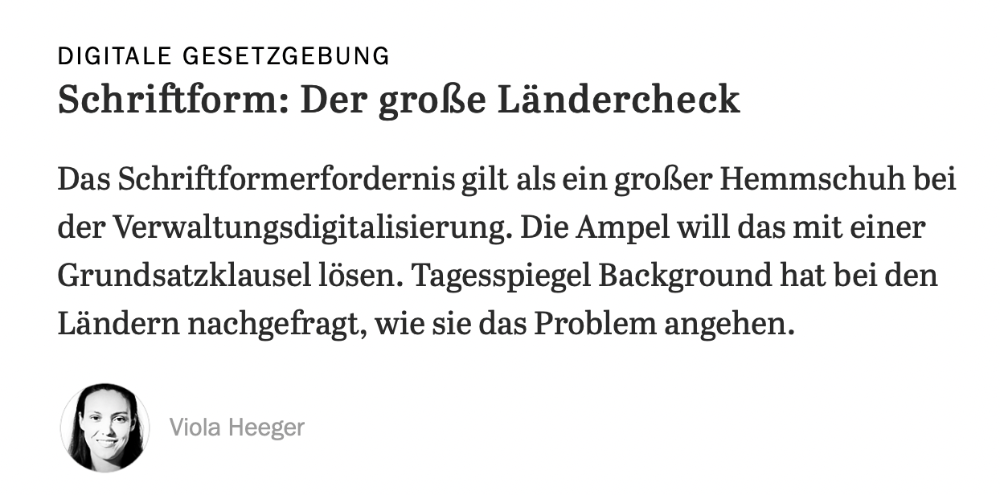 DIGITALE GESETZGEBUNG
Schriftform: Der große Ländercheck
Das Schriftformerfordernis gilt als ein großer Hemmschuh bei
der Verwaltungsdigitalisierung. Die Ampel will das mit einer
Grundsatzklausel lösen. Tagesspiegel Background hat bei den
Ländern nachgefragt, wie sie das Problem angehen.
Viola Heeger